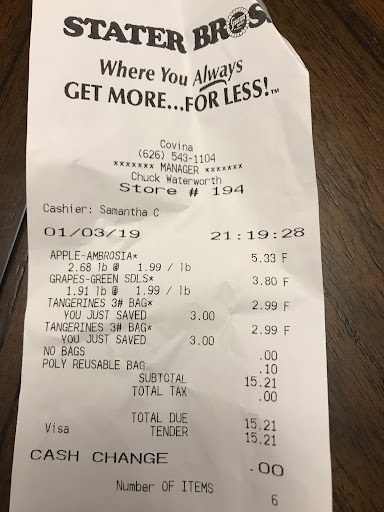 STATER BROS.
Where You Always
GET MORE...FOR LESS!™
Covina
(626) 543-1104
******* MANAGER *******
Chuck Waterworth
Store # 194
Cashier: Samantha C
01/03/19 21:19:28
APPLE-AMBROSIA* 5.33 F
2.68 lb @ 1.99 / lb
GRAPES-GREEN SDLS* 3.80 F
1.91 lb @ 1.99 / lb
TANGERINES 3# BAG* 2.99 F
YOU JUST SAVED 3.00
TANGERINES 3# BAG* 2.99 F
YOU JUST SAVED 3.00
NO BAGS .00
POLY REUSABLE BAG .10
SUBTOTAL 15.21
TOTAL TAX .00
TOTAL DUE 15.21
Visa TENDER 15.21
CASH CHANGE .00
Number OF ITEMS 6